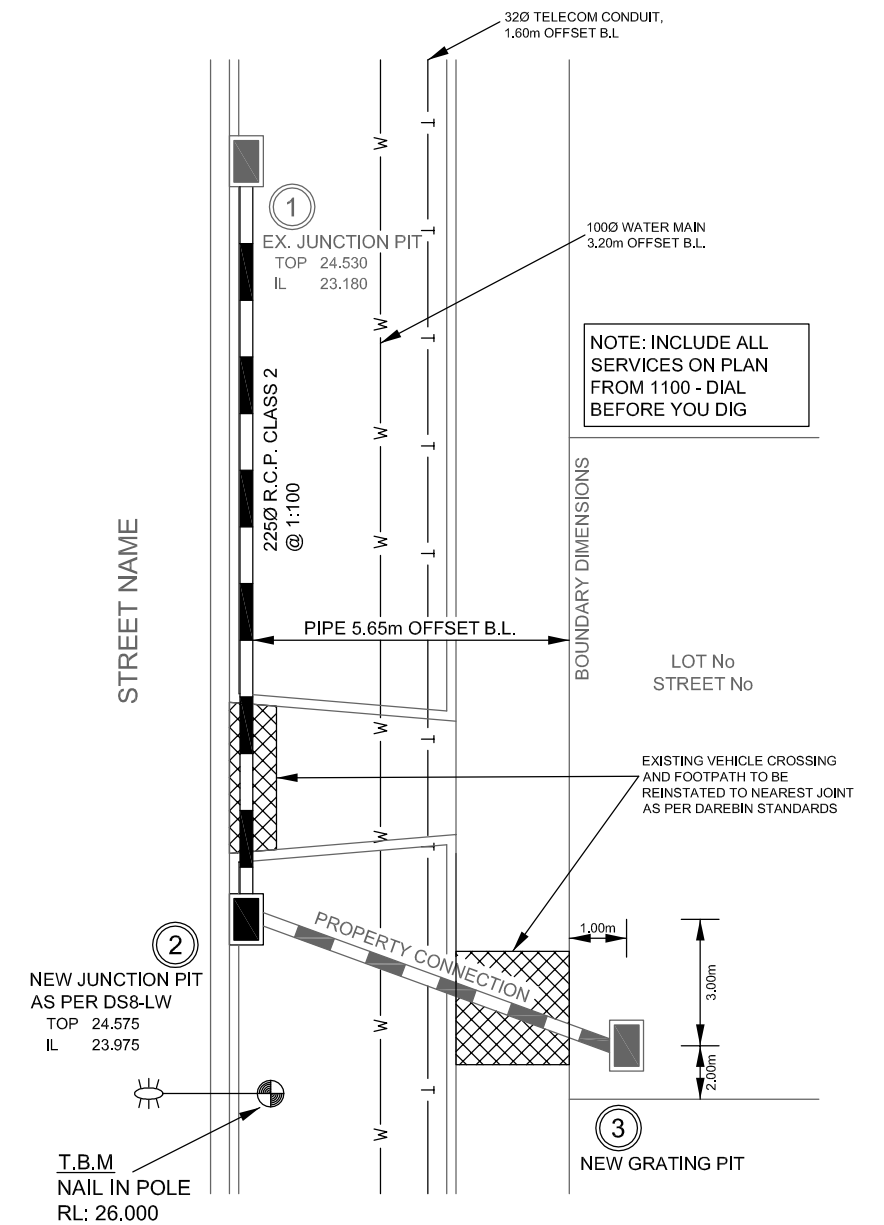 32Ø TELECOM CONDUIT,
1.60m OFFSET B.L
T
W
1
EX. JUNCTION PIT
TOP 24.530
IL 23.180
T
100Ø WATER MAIN
3.20m OFFSET B.L.
W
T
NOTE: INCLUDE ALL
SERVICES ON PLAN
FROM 1100 - DIAL
BEFORE YOU DIG
225Ø R.C.P. CLASS 2
@ 1:100
W
T
STREET NAME
W
T
BOUNDARY DIMENSIONS
PIPE 5.65m OFFSET B.L.
W
T
LOT No
STREET No
W
T
EXISTING VEHICLE CROSSING
AND FOOTPATH TO BE
REINSTATED TO NEAREST JOINT
AS PER DAREBIN STANDARDS
W
T
2
NEW JUNCTION PIT
AS PER DS8-LW
TOP 24.575
IL 23.975
PROPERTY CONNECTION
1.00m
3.00m
2.00m
W
T
3
NEW GRATING PIT
W
T.B.M
NAIL IN POLE
RL: 26.000